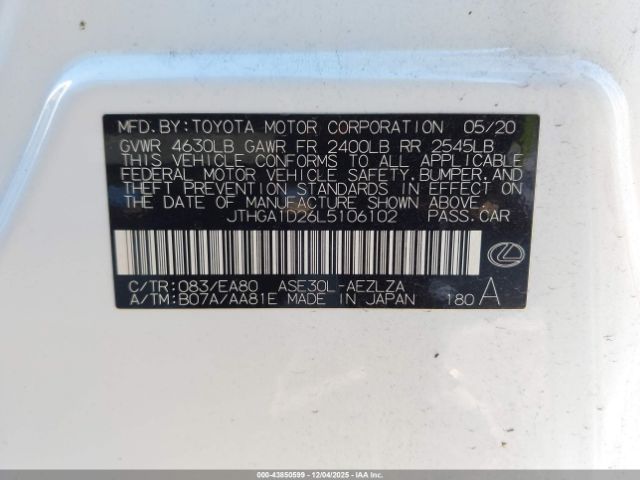 MFD. BY: TOYOTA MOTOR CORPORATION 05/20
GVWR 4630LB GAWR FR 2400LB RR 2545LB
THIS VEHICLE CONFORMS TO ALL APPLICABLE
FEDERAL MOTOR VEHICLE SAFETY, BUMPER, AND
THEFT PREVENTION STANDARDS IN EFFECT ON
THE DATE OF MANUFACTURE SHOWN ABOVE.
JTHGA1D26L5106102 PASS. CAR
C/TR: 083/EA80 ASE30L-AEZLZA
A/TM: B07A/AA81E MADE IN JAPAN 180 A
000-43850599 - 12/04/2025 - IAAI.COM